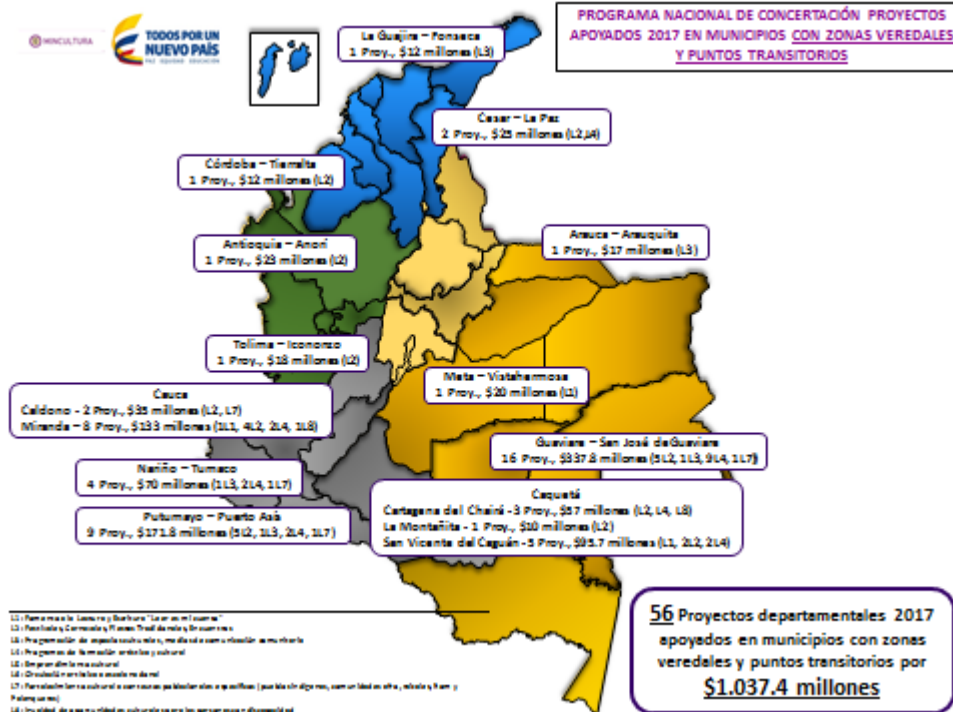 MINCULTURA
TODOS POR UN
NUEVO PAÍS
PAZ EQUIDAD EDUCACIÓN
PROGRAMA NACIONAL DE CONCERTACIÓN PROYECTOS
APOYADOS 2017 EN MUNICIPIOS CON ZONAS VEREDALES
Y PUNTOS TRANSITORIOS
La Guajira – Fonseca
1 Proy., $12 millones (L3)
Cesar – La Paz
2 Proy., $25 millones (L2,L4)
Córdoba – Tierralta
1 Proy., $12 millones (L2)
Antioquia – Anorí
1 Proy., $23 millones (L2)
Arauca – Arauquita
1 Proy., $17 millones (L3)
Tolima – Icononzo
1 Proy., $18 millones (L2)
Meta – Vistahermosa
1 Proy., $20 millones (L1)
Cauca
Caldono - 2 Proy., $35 millones (L2, L7)
Miranda – 8 Proy., $133 millones (1L1, 4L2, 2L4, 1L8)
Guaviare – San José de Guaviare
16 Proy., $337.8 millones (5L2, 1L3, 9L4, 1L7)
Nariño – Tumaco
4 Proy., $70 millones (1L3, 2L4, 1L7)
Caquetá
Cartagena del Chairá - 3 Proy., $57 millones (L2, L4, L8)
La Montañita - 1 Proy., $10 millones (L2)
San Vicente del Caguán - 5 Proy., $95.7 millones (L1, 2L2, 2L4)
Putumayo – Puerto Asís
9 Proy., $171.8 millones (5L2, 1L3, 2L4, 1L7)
56 Proyectos departamentales 2017
apoyados en municipios con zonas
veredales y puntos transitorios por
$1.037.4 millones